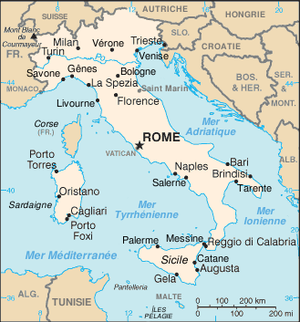 SUISSE
AUTRICHE
HONGRIE
Mont Blanc
de
Courmayeur
FR.
SLO.
CROATIE
Milan
Vérone
Trieste
Venise
Turin
Savone
Gênes
Bologne
BOS.
& HER.
MONACO
La Spezia
Saint Marin
Livourne
Florence
Mer
Adriatique
Corse
(FR.)
ROME
VATICAN
Porto
Torres
Naples
Bari
Brindisi
Salerne
Tarente
Oristano
Sardaigne
Mer
Tyrrhénienne
Cagliari
Porto
Foxi
Mer
Ionienne
Mer Méditerranée
Palerme
Messine
Reggio di Calabria
Sicile
Catane
Augusta
Gela
ALG.
TUNISIE
Pantelleria
MALTE
ÎLES
PÉLAGIE
0 100 200 km
0 100 200 mi